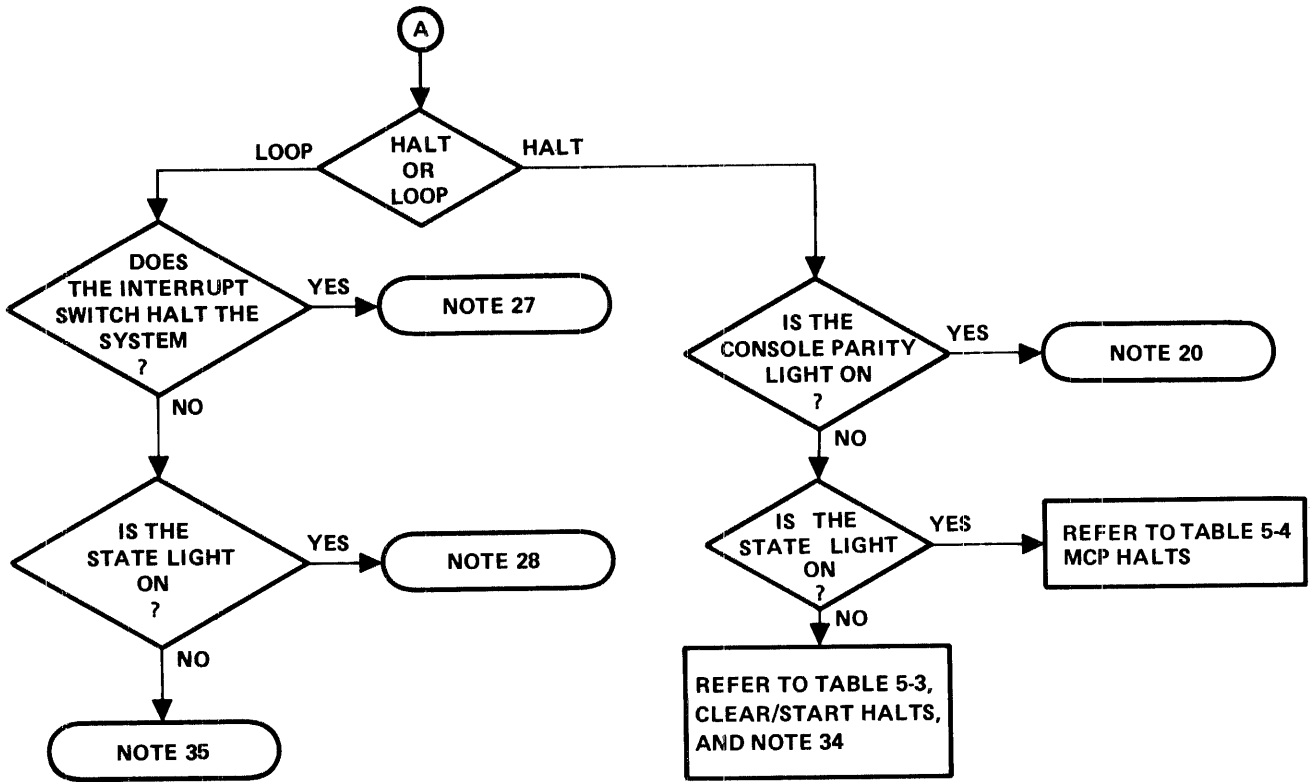 A
HALT
OR
LOOP
LOOP
HALT
DOES
THE INTERRUPT
SWITCH HALT THE
SYSTEM
?
YES
NOTE 27
NO
IS THE
STATE LIGHT
ON
?
YES
NOTE 28
NO
NOTE 35
IS THE
CONSOLE PARITY
LIGHT ON
?
YES
NOTE 20
NO
IS THE
STATE LIGHT
ON
?
YES
REFER TO TABLE 5-4
MCP HALTS
NO
REFER TO TABLE 5-3,
CLEAR/START HALTS,
AND NOTE 34